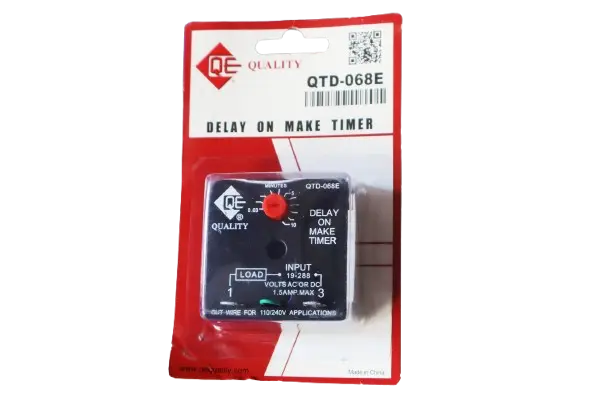 QE QUALITY
QTD-068E
DELAY ON MAKE TIMER
MINUTES
QTD-068E
5
0.03
10
QE
QUALITY
DELAY
ON
MAKE
TIMER
INPUT
LOAD
19-288
VOLTS AC OR DC
1 1.5AMP.MAX 3
CUT WIRE FOR 110/240V APPLICATIONS
Made in China